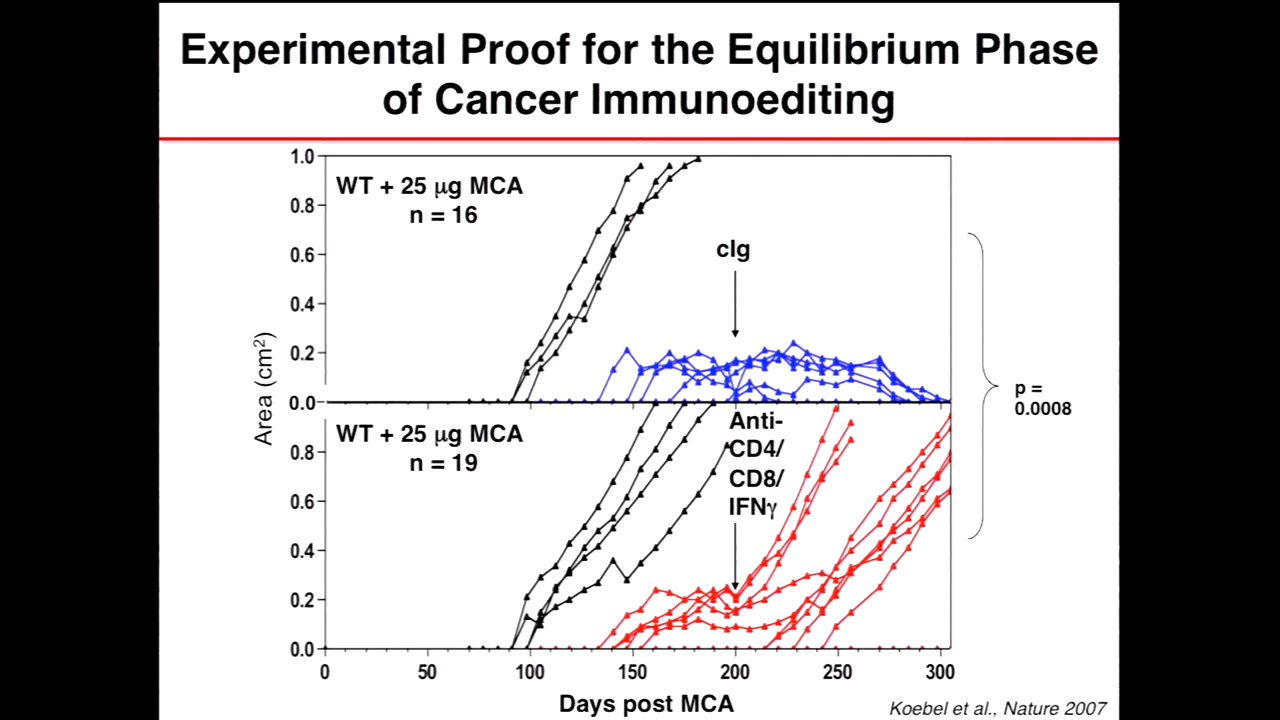 Experimental Proof for the Equilibrium Phase
of Cancer Immunoediting
1.0
0.8
0.6
0.4
0.2
0.0
WT + 25 μg MCA
n = 16
cIg
Area (cm²)
0.8
0.6
0.4
0.2
0.0
WT + 25 μg MCA
n = 19
Anti-
CD4/
CD8/
IFNγ
p =
0.0008
0 50 100 150 200 250 300
Days post MCA
Koebel et al., Nature 2007